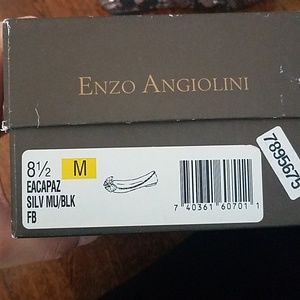 ENZO ANGIOLINI
8½ M
EACAPAZ
SILV MU/BLK
FB
7 40361 60701 1
7895675